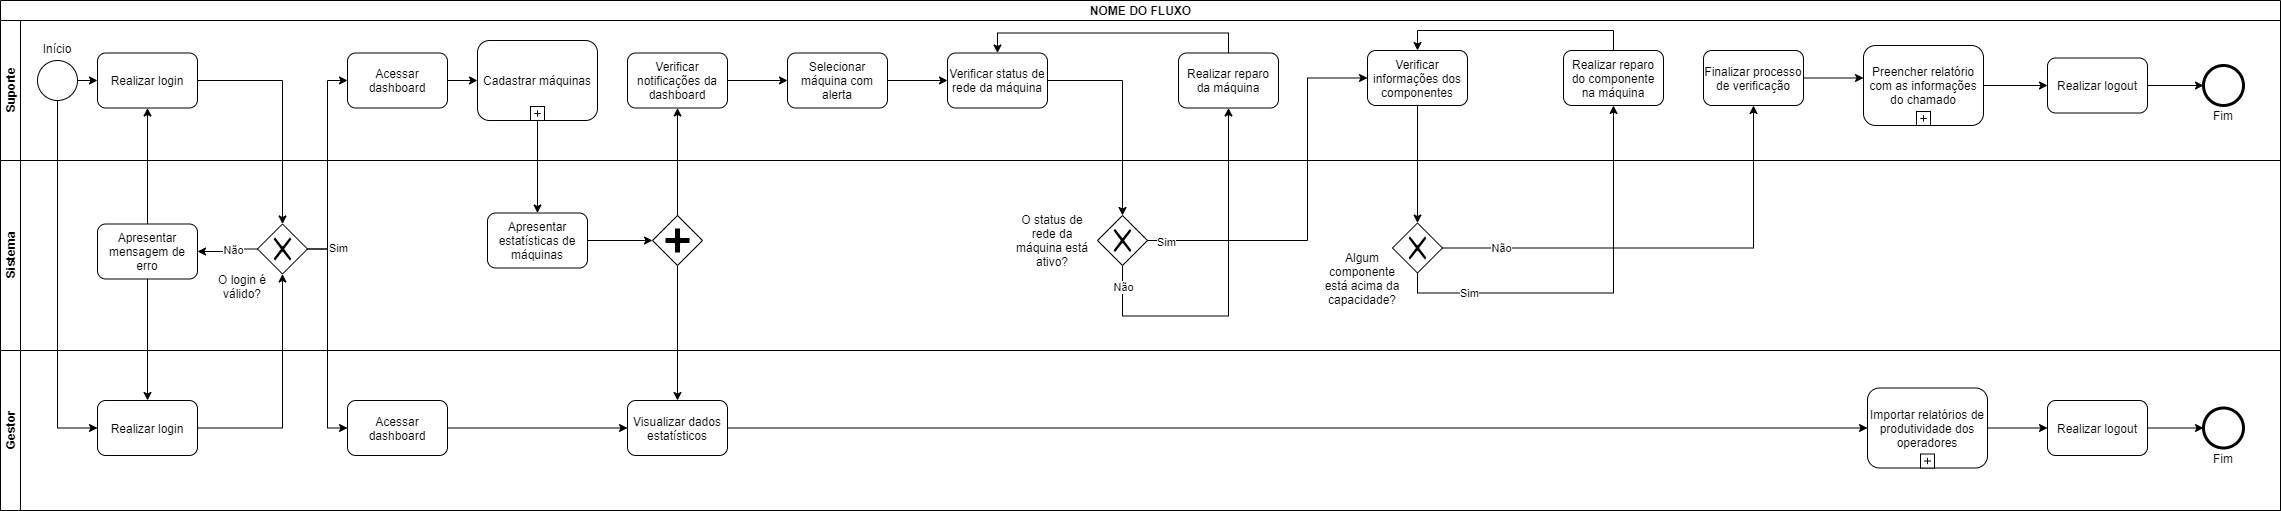 NOME DO FLUXO
Suporte
Início
Realizar login
Acessar
dashboard
Cadastrar máquinas
Verificar
notificações da
dashboard
Selecionar
máquina com
alerta
Verificar status de
rede da máquina
Realizar reparo
da máquina
Verificar
informações dos
componentes
Realizar reparo
do componente
na máquina
Finalizar processo
de verificação
Preencher relatório
com as informações
do chamado
Realizar logout
Fim
Sistema
Apresentar
mensagem de
erro
Não
O login é
válido?
Sim
Apresentar
estatísticas de
máquinas
O status de
rede da
máquina está
ativo?
Sim
Não
Algum
componente
está acima da
capacidade?
Não
Sim
Gestor
Realizar login
Acessar
dashboard
Visualizar dados
estatísticos
Importar relatórios de
produtividade dos
operadores
Realizar logout
Fim